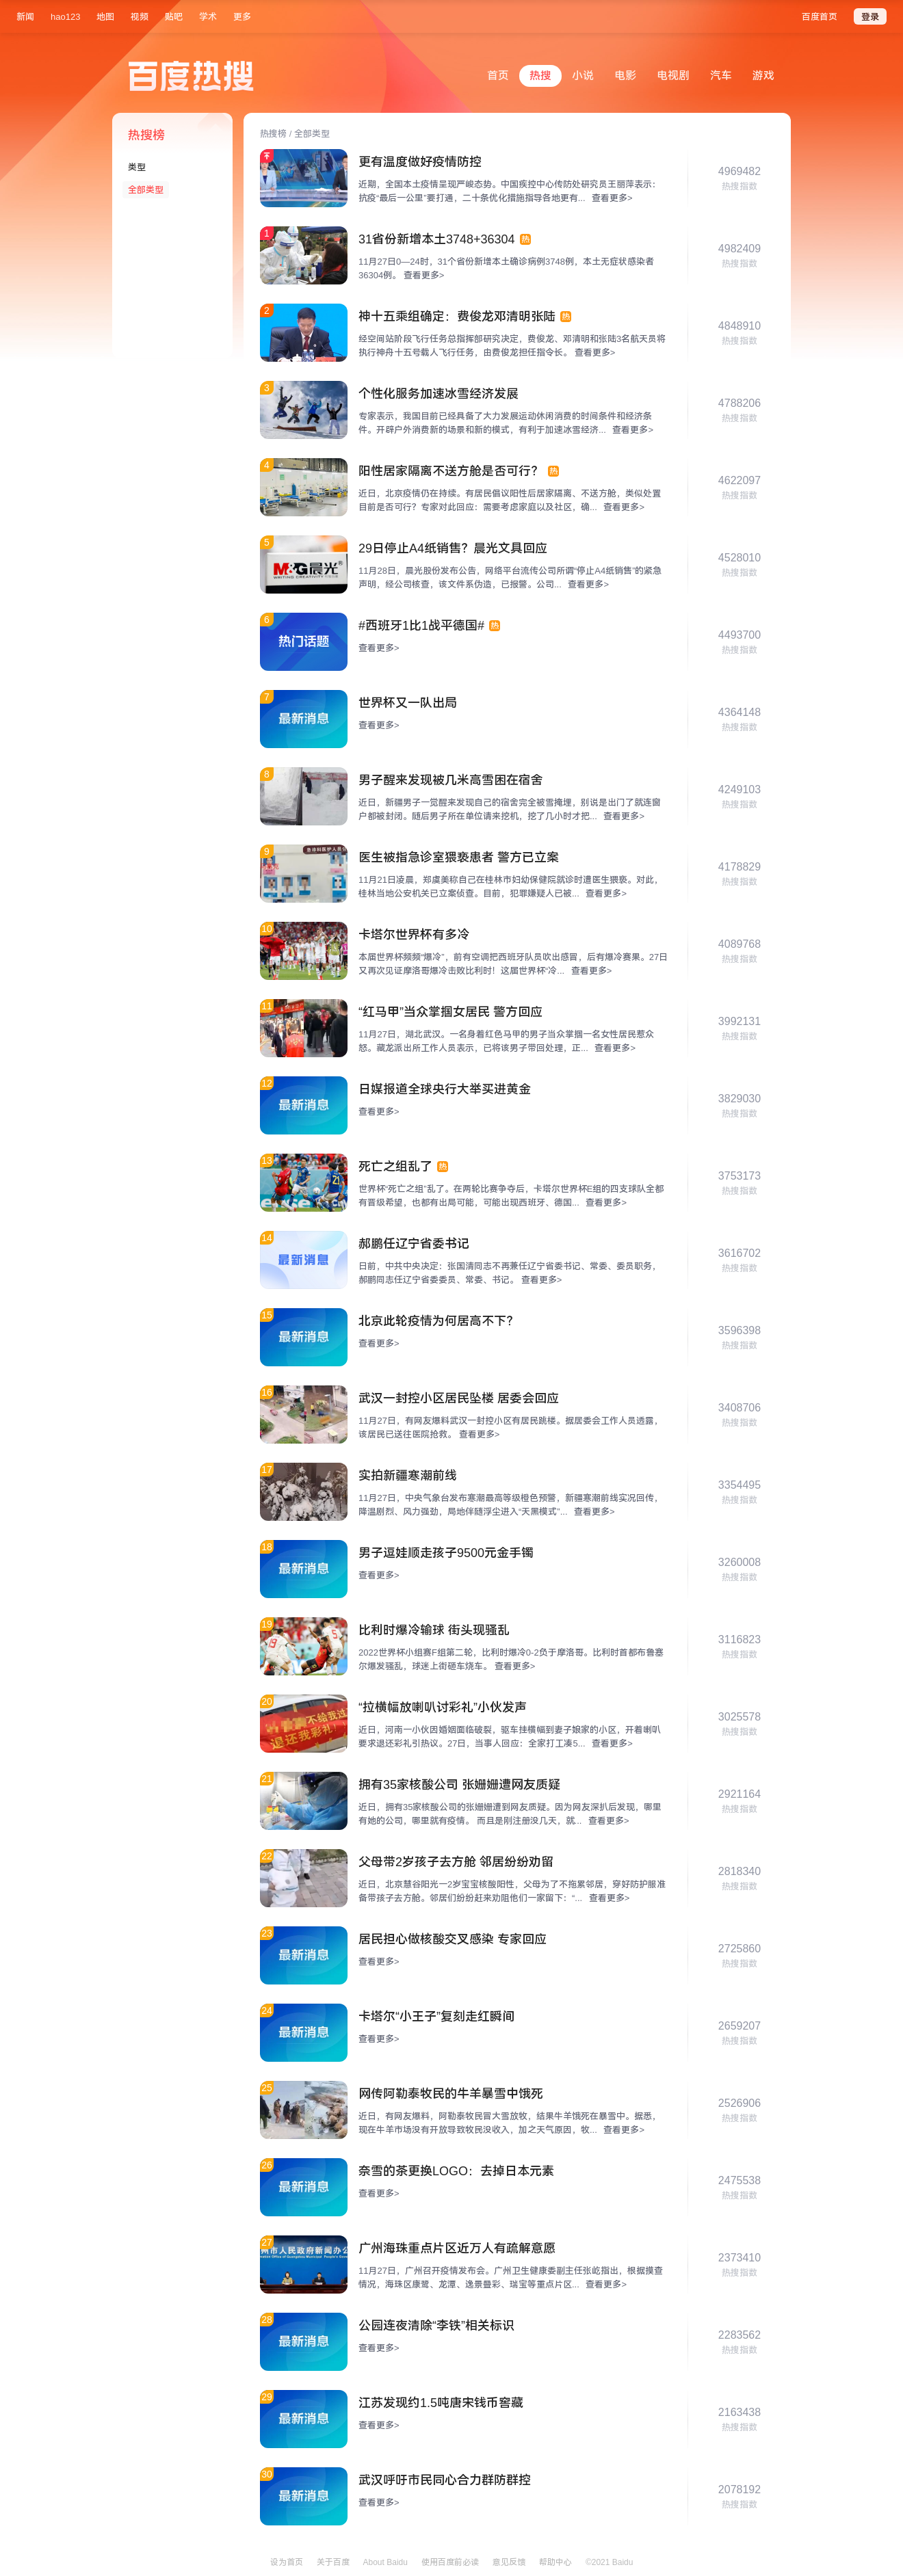 新闻 hao123 地图 视频 贴吧 学术 更多 百度首页 登录
百度热搜
首页 热搜 小说 电影 电视剧 汽车 游戏
热搜榜
类型
全部类型
热搜榜 / 全部类型
更有温度做好疫情防控
近期，全国本土疫情呈现严峻态势。中国疾控中心传防处研究员王丽萍表示：
抗疫“最后一公里”要打通，二十条优化措施指导各地更有... 查看更多>
4969482
热搜指数
1
31省份新增本土3748+36304 热
11月27日0—24时，31个省份新增本土确诊病例3748例，本土无症状感染者
36304例。 查看更多>
4982409
热搜指数
2
神十五乘组确定：费俊龙邓清明张陆 热
经空间站阶段飞行任务总指挥部研究决定，费俊龙、邓清明和张陆3名航天员将
执行神舟十五号载人飞行任务，由费俊龙担任指令长。 查看更多>
4848910
热搜指数
3
个性化服务加速冰雪经济发展
专家表示，我国目前已经具备了大力发展运动休闲消费的时间条件和经济条
件。开辟户外消费新的场景和新的模式，有利于加速冰雪经济... 查看更多>
4788206
热搜指数
4
阳性居家隔离不送方舱是否可行？ 热
近日，北京疫情仍在持续。有居民倡议阳性后居家隔离、不送方舱，类似处置
目前是否可行？专家对此回应：需要考虑家庭以及社区，确... 查看更多>
4622097
热搜指数
5
M&G晨光
29日停止A4纸销售？晨光文具回应
11月28日，晨光股份发布公告，网络平台流传公司所谓“停止A4纸销售”的紧急
声明，经公司核查，该文件系伪造，已报警。公司... 查看更多>
4528010
热搜指数
6
热门话题
#西班牙1比1战平德国# 热
查看更多>
4493700
热搜指数
7
最新消息
世界杯又一队出局
查看更多>
4364148
热搜指数
8
男子醒来发现被几米高雪困在宿舍
近日，新疆男子一觉醒来发现自己的宿舍完全被雪掩埋，别说是出门了就连窗
户都被封闭。随后男子所在单位请来挖机，挖了几小时才把... 查看更多>
4249103
热搜指数
9
医生被指急诊室猥亵患者 警方已立案
11月21日凌晨，郑虞美称自己在桂林市妇幼保健院就诊时遭医生猥亵。对此，
桂林当地公安机关已立案侦查。目前，犯罪嫌疑人已被... 查看更多>
4178829
热搜指数
10
卡塔尔世界杯有多冷
本届世界杯频频“爆冷”，前有空调把西班牙队员吹出感冒，后有爆冷赛果。27日
又再次见证摩洛哥爆冷击败比利时！这届世界杯“冷... 查看更多>
4089768
热搜指数
11
“红马甲”当众掌掴女居民 警方回应
11月27日，湖北武汉。一名身着红色马甲的男子当众掌掴一名女性居民惹众
怒。藏龙派出所工作人员表示，已将该男子带回处理，正... 查看更多>
3992131
热搜指数
12
最新消息
日媒报道全球央行大举买进黄金
查看更多>
3829030
热搜指数
13
死亡之组乱了 热
世界杯“死亡之组”乱了。在两轮比赛争夺后，卡塔尔世界杯E组的四支球队全都
有晋级希望，也都有出局可能，可能出现西班牙、德国... 查看更多>
3753173
热搜指数
14
最新消息
郝鹏任辽宁省委书记
日前，中共中央决定：张国清同志不再兼任辽宁省委书记、常委、委员职务，
郝鹏同志任辽宁省委委员、常委、书记。 查看更多>
3616702
热搜指数
15
最新消息
北京此轮疫情为何居高不下？
查看更多>
3596398
热搜指数
16
武汉一封控小区居民坠楼 居委会回应
11月27日，有网友爆料武汉一封控小区有居民跳楼。据居委会工作人员透露，
该居民已送往医院抢救。 查看更多>
3408706
热搜指数
17
实拍新疆寒潮前线
11月27日，中央气象台发布寒潮最高等级橙色预警，新疆寒潮前线实况回传，
降温剧烈、风力强劲，局地伴随浮尘进入“天黑模式”... 查看更多>
3354495
热搜指数
18
最新消息
男子逗娃顺走孩子9500元金手镯
查看更多>
3260008
热搜指数
19
比利时爆冷输球 街头现骚乱
2022世界杯小组赛F组第二轮，比利时爆冷0-2负于摩洛哥。比利时首都布鲁塞
尔爆发骚乱，球迷上街砸车烧车。 查看更多>
3116823
热搜指数
20
退还我彩礼
“拉横幅放喇叭讨彩礼”小伙发声
近日，河南一小伙因婚姻面临破裂，驱车挂横幅到妻子娘家的小区，开着喇叭
要求退还彩礼引热议。27日，当事人回应：全家打工凑5... 查看更多>
3025578
热搜指数
21
拥有35家核酸公司 张姗姗遭网友质疑
近日，拥有35家核酸公司的张姗姗遭到网友质疑。因为网友深扒后发现，哪里
有她的公司，哪里就有疫情。 而且是刚注册没几天，就... 查看更多>
2921164
热搜指数
22
父母带2岁孩子去方舱 邻居纷纷劝留
近日，北京慧谷阳光一2岁宝宝核酸阳性，父母为了不拖累邻居，穿好防护服准
备带孩子去方舱。邻居们纷纷赶来劝阻他们一家留下：“... 查看更多>
2818340
热搜指数
23
最新消息
居民担心做核酸交叉感染 专家回应
查看更多>
2725860
热搜指数
24
最新消息
卡塔尔“小王子”复刻走红瞬间
查看更多>
2659207
热搜指数
25
网传阿勒泰牧民的牛羊暴雪中饿死
近日，有网友爆料，阿勒泰牧民冒大雪放牧，结果牛羊饿死在暴雪中。据悉，
现在牛羊市场没有开放导致牧民没收入，加之天气原因，牧... 查看更多>
2526906
热搜指数
26
最新消息
奈雪的茶更换LOGO：去掉日本元素
查看更多>
2475538
热搜指数
27
州市人民政府新闻办公
广州海珠重点片区近万人有疏解意愿
11月27日，广州召开疫情发布会。广州卫生健康委副主任张屹指出，根据摸查
情况，海珠区康鹭、龙潭、逸景叠彩、瑞宝等重点片区... 查看更多>
2373410
热搜指数
28
最新消息
公园连夜清除“李铁”相关标识
查看更多>
2283562
热搜指数
29
最新消息
江苏发现约1.5吨唐宋钱币窖藏
查看更多>
2163438
热搜指数
30
最新消息
武汉呼吁市民同心合力群防群控
查看更多>
2078192
热搜指数
设为首页 关于百度 About Baidu 使用百度前必读 意见反馈 帮助中心 ©2021 Baidu